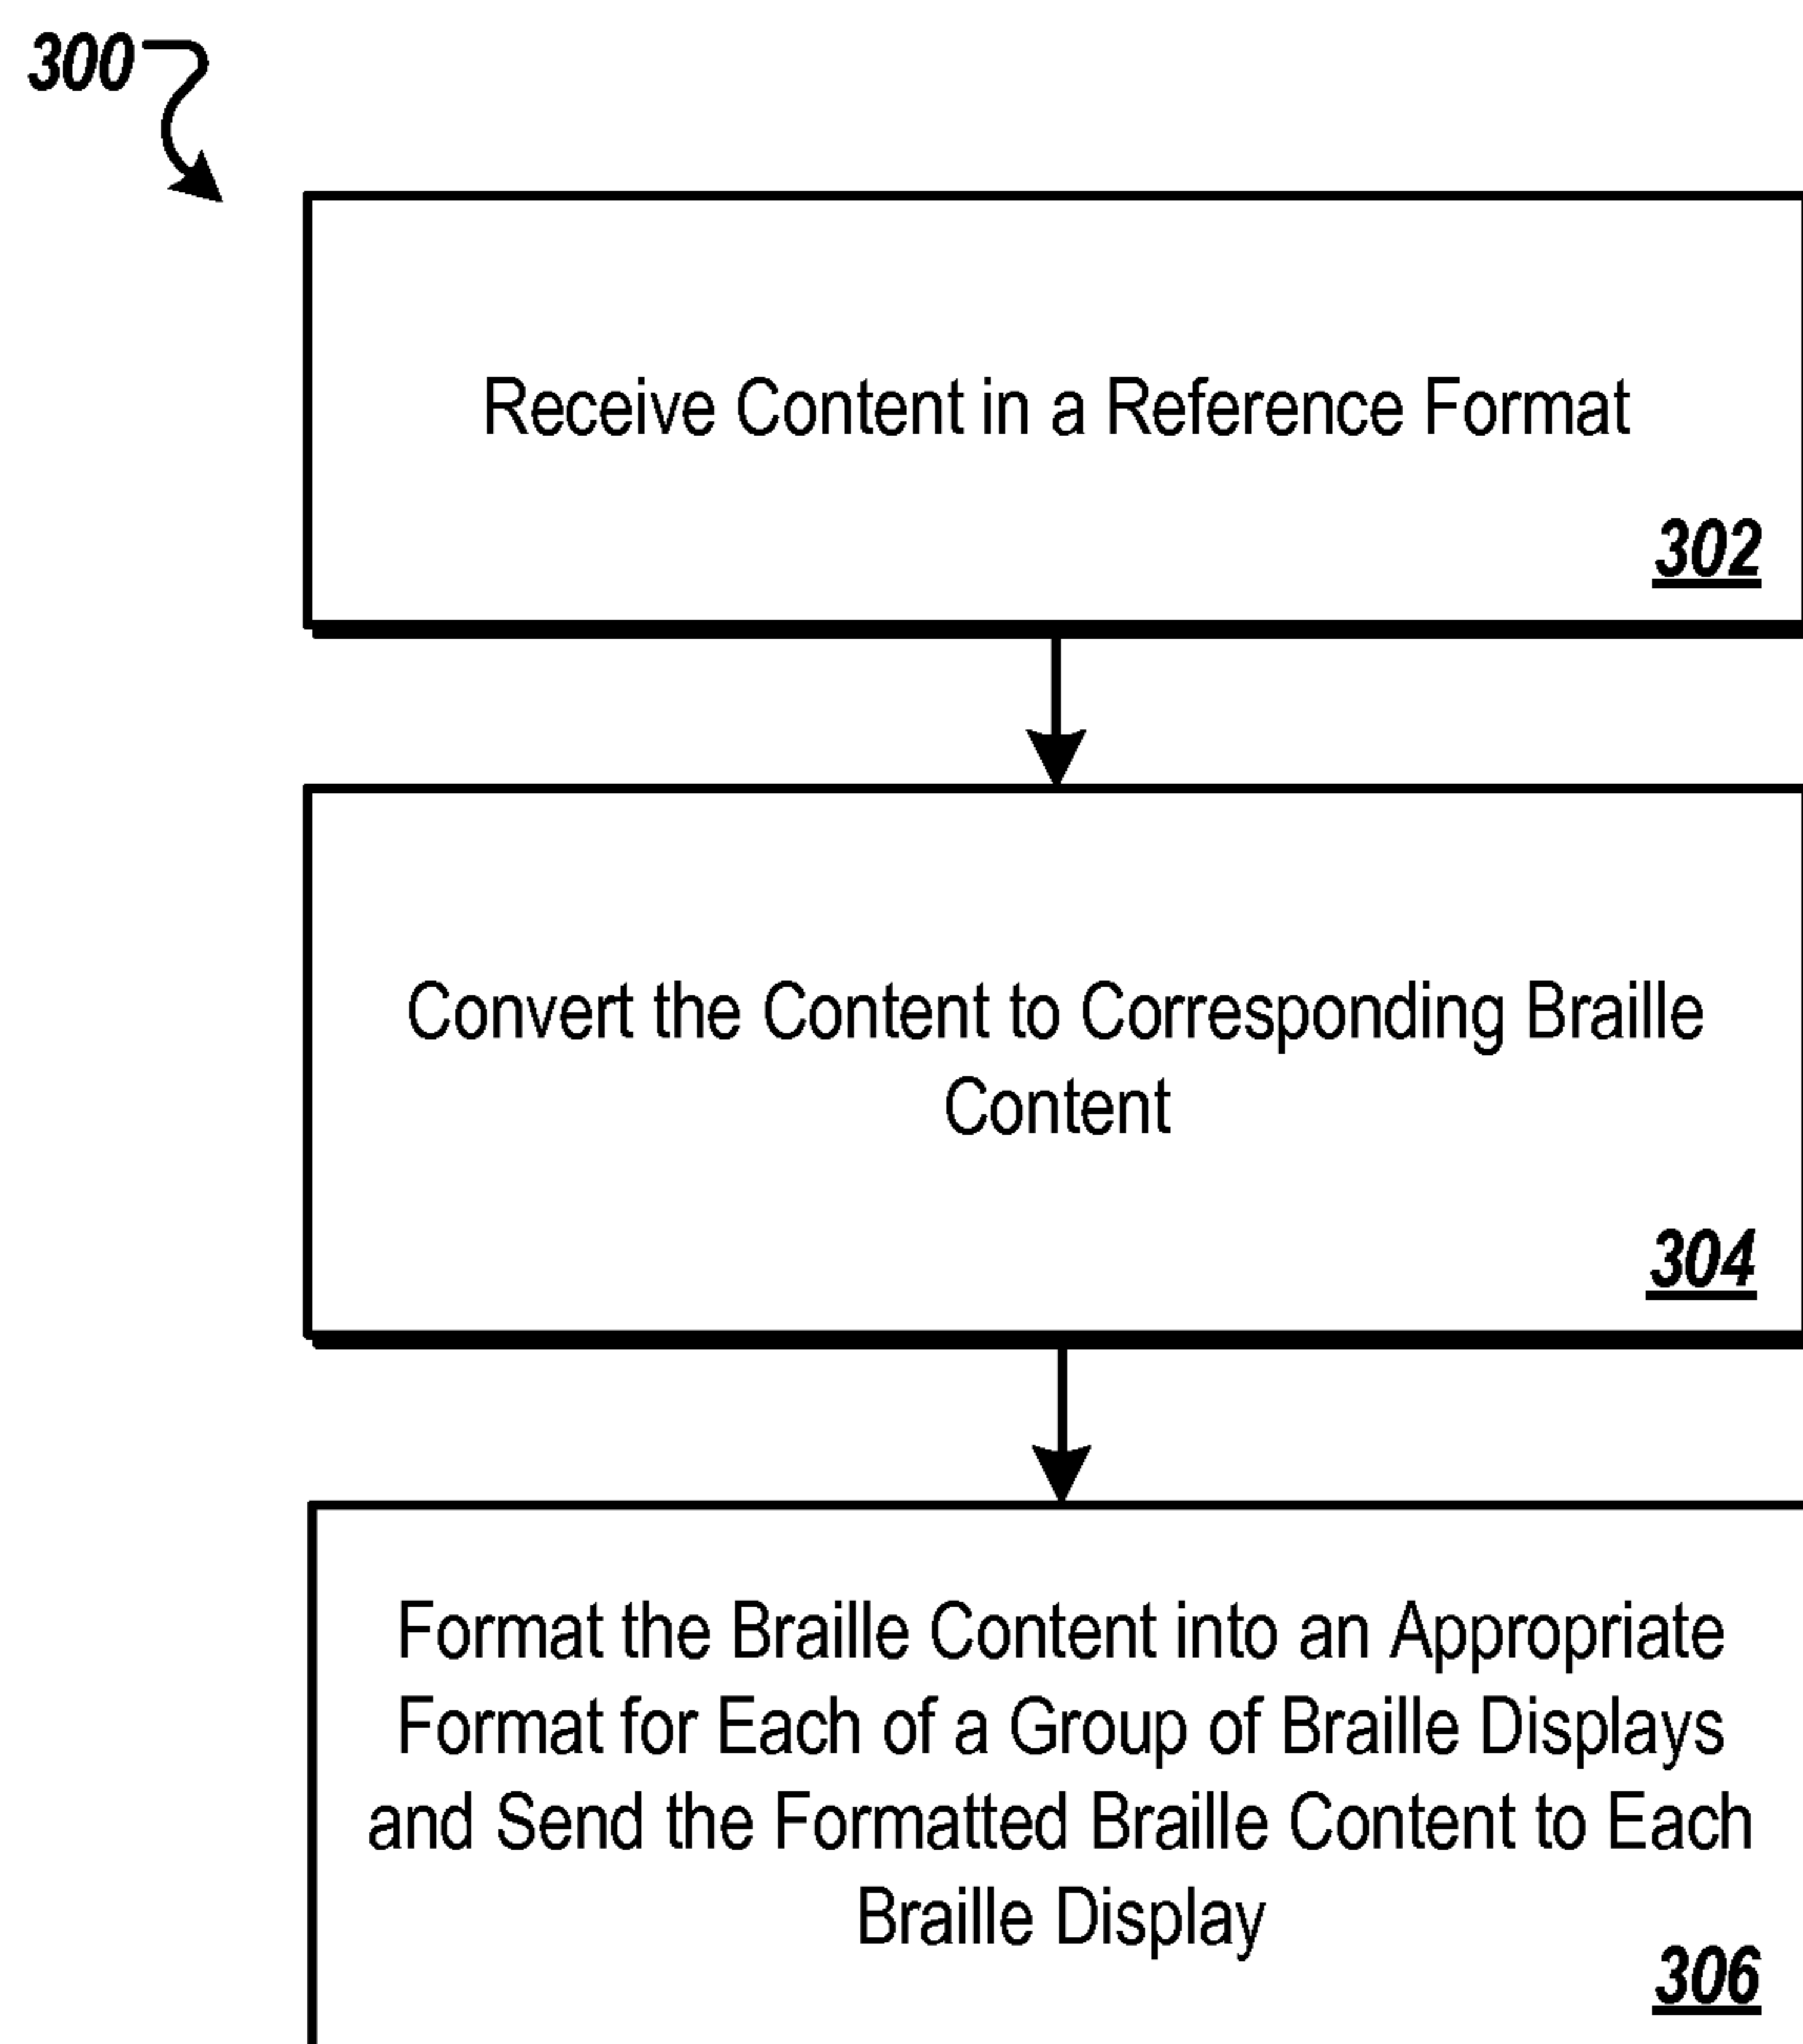 300
Receive Content in a Reference Format
302
Convert the Content to Corresponding Braille
Content
304
Format the Braille Content into an Appropriate
Format for Each of a Group of Braille Displays
and Send the Formatted Braille Content to Each
Braille Display
306